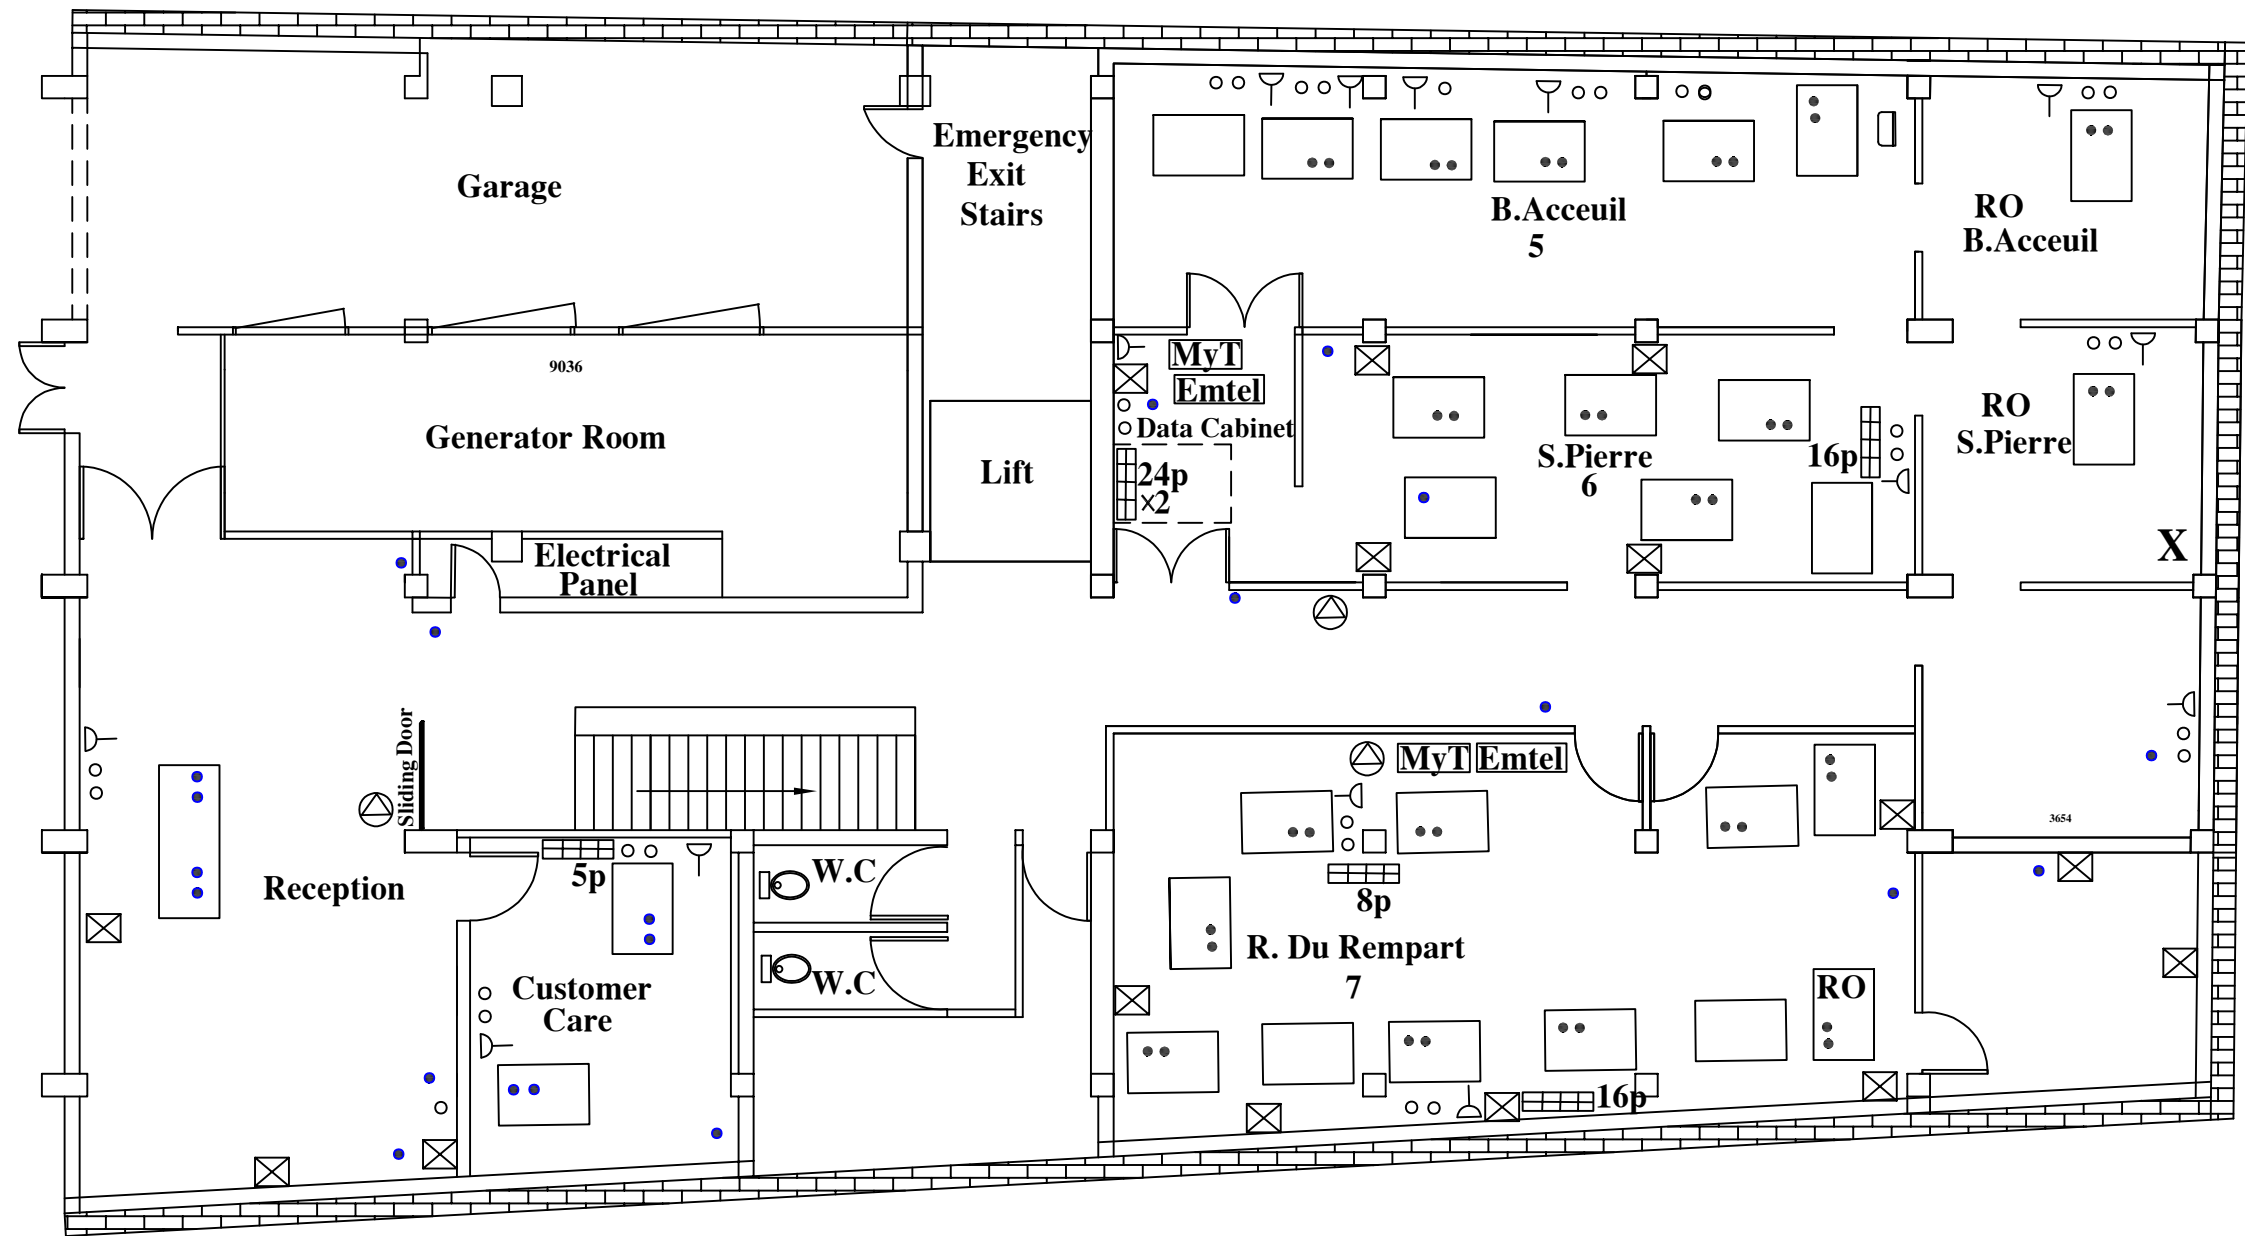 Garage
Emergency
Exit
Stairs
B.Acceuil
5
RO
B.Acceuil
9036
Generator Room
Electrical
Panel
Lift
MyT
Emtel
Data Cabinet
24p
×2
S.Pierre
6
16p
RO
S.Pierre
X
Sliding Door
Reception
5p
Customer
Care
W.C
W.C
MyT
Emtel
8p
R. Du Rempart
7
RO
16p
3654